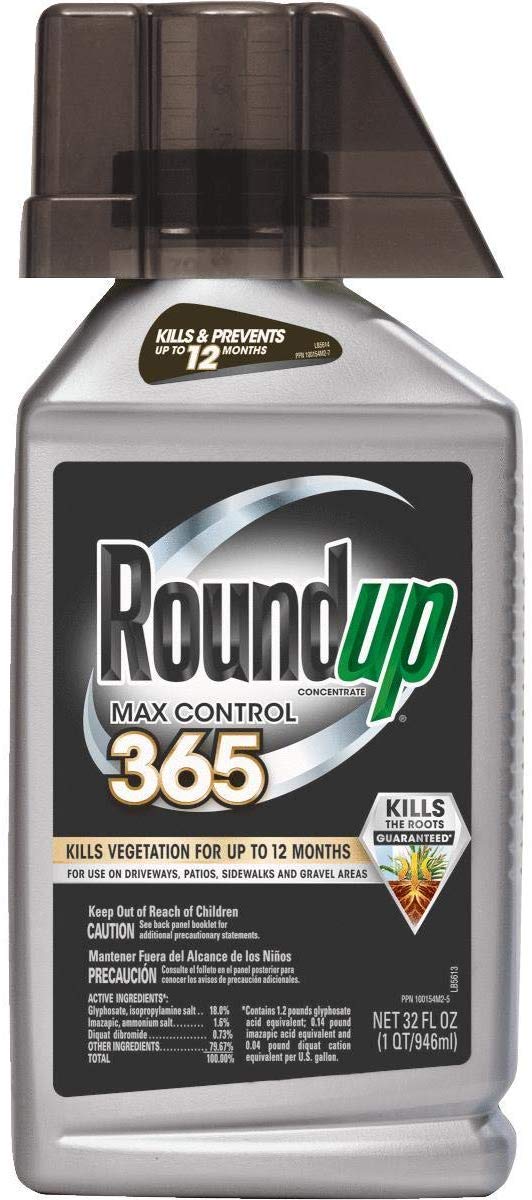 KILLS & PREVENTS
UP TO 12 MONTHS
LB5614
PPN 100154M2-7
Roundup
CONCENTRATE
®
MAX CONTROL
365
KILLS
THE ROOTS
GUARANTEED*
KILLS VEGETATION FOR UP TO 12 MONTHS
FOR USE ON DRIVEWAYS, PATIOS, SIDEWALKS AND GRAVEL AREAS
Keep Out of Reach of Children
CAUTION See back panel booklet for
additional precautionary statements.
Mantener Fuera del Alcance de los Niños
PRECAUCIÓN Consulte el folleto en el panel posterior para
conocer los avisos de precaución adicionales.
ACTIVE INGREDIENTS*:
Glyphosate, isopropylamine salt.. 18.0%
Imazapic, ammonium salt......... 1.6%
Diquat dibromide................ 0.73%
OTHER INGREDIENTS............ 79.67%
TOTAL 100.00%
*Contains 1.2 pounds glyphosate
acid equivalent; 0.14 pound
imazapic acid equivalent and
0.04 pound diquat cation
equivalent per U.S. gallon.
LB5613
PPN 100154M2-5
NET 32 FL OZ
(1 QT/946ml)